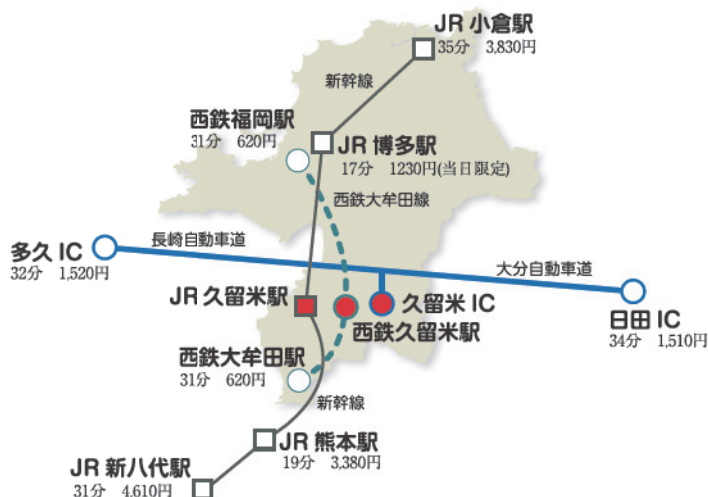 JR 小倉駅
35分 3,830円
新幹線
西鉄福岡駅
31分 620円
JR 博多駅
17分 1230円(当日限定)
西鉄大牟田線
長崎自動車道
多久 IC
32分 1,520円
大分自動車道
JR 久留米駅
久留米 IC
西鉄久留米駅
日田 IC
34分 1,510円
西鉄大牟田駅
31分 620円
新幹線
JR 熊本駅
19分 3,380円
JR 新八代駅
31分 4,610円